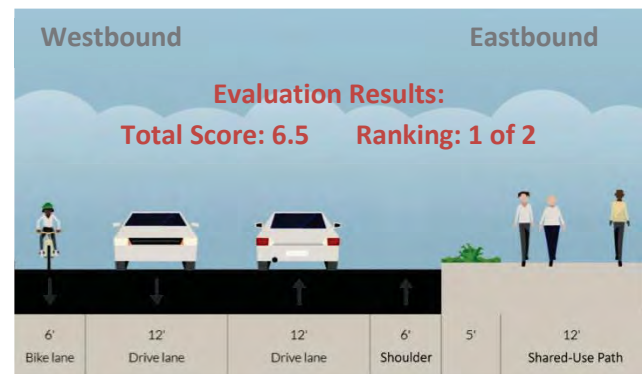 Westbound Eastbound
Evaluation Results:
Total Score: 6.5 Ranking: 1 of 2
6' 12' 12' 6' 5' 12'
Bike lane Drive lane Drive lane Shoulder Shared-Use Path